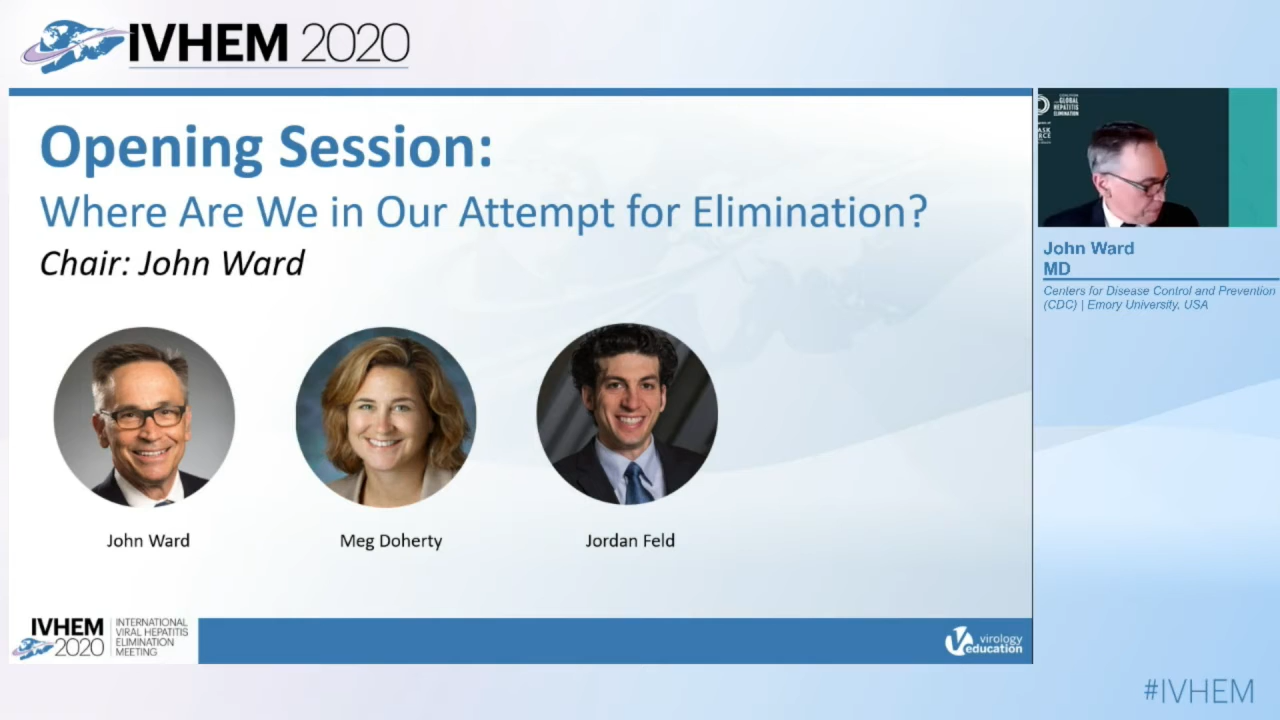 IVHEM 2020
Opening Session:
Where Are We in Our Attempt for Elimination?
Chair: John Ward
John Ward
Meg Doherty
Jordan Feld
IVHEM
2020
INTERNATIONAL
VIRAL HEPATITIS
ELIMINATION
MEETING
virology
education
GLOBAL
HEPATITIS
ELIMINATION
John Ward
MD
Centers for Disease Control and Prevention
(CDC) | Emory University, USA
#IVHEM